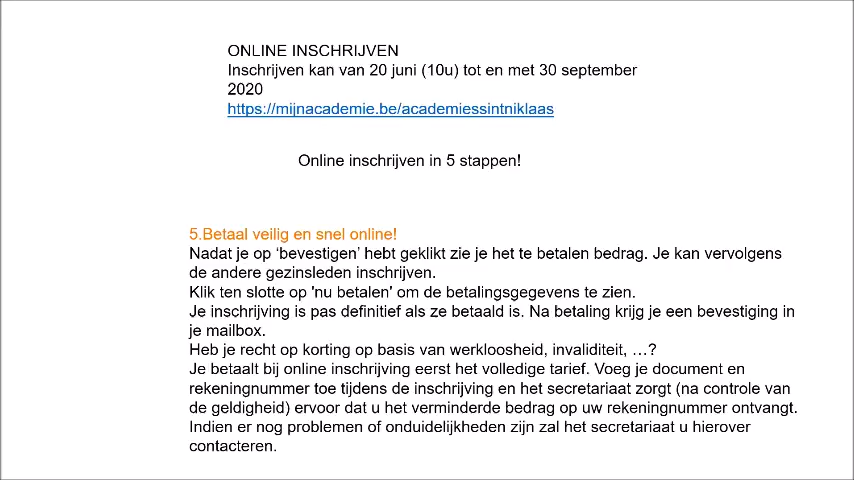 ONLINE INSCHRIJVEN
Inschrijven kan van 20 juni (10u) tot en met 30 september
2020
https://mijnacademie.be/academiessintniklaas
Online inschrijven in 5 stappen!
5.Betaal veilig en snel online!
Nadat je op ‘bevestigen’ hebt geklikt zie je het te betalen bedrag. Je kan vervolgens
de andere gezinsleden inschrijven.
Klik ten slotte op 'nu betalen' om de betalingsgegevens te zien.
Je inschrijving is pas definitief als ze betaald is. Na betaling krijg je een bevestiging in
je mailbox.
Heb je recht op korting op basis van werkloosheid, invaliditeit, …?
Je betaalt bij online inschrijving eerst het volledige tarief. Voeg je document en
rekeningnummer toe tijdens de inschrijving en het secretariaat zorgt (na controle van
de geldigheid) ervoor dat u het verminderde bedrag op uw rekeningnummer ontvangt.
Indien er nog problemen of onduidelijkheden zijn zal het secretariaat u hierover
contacteren.